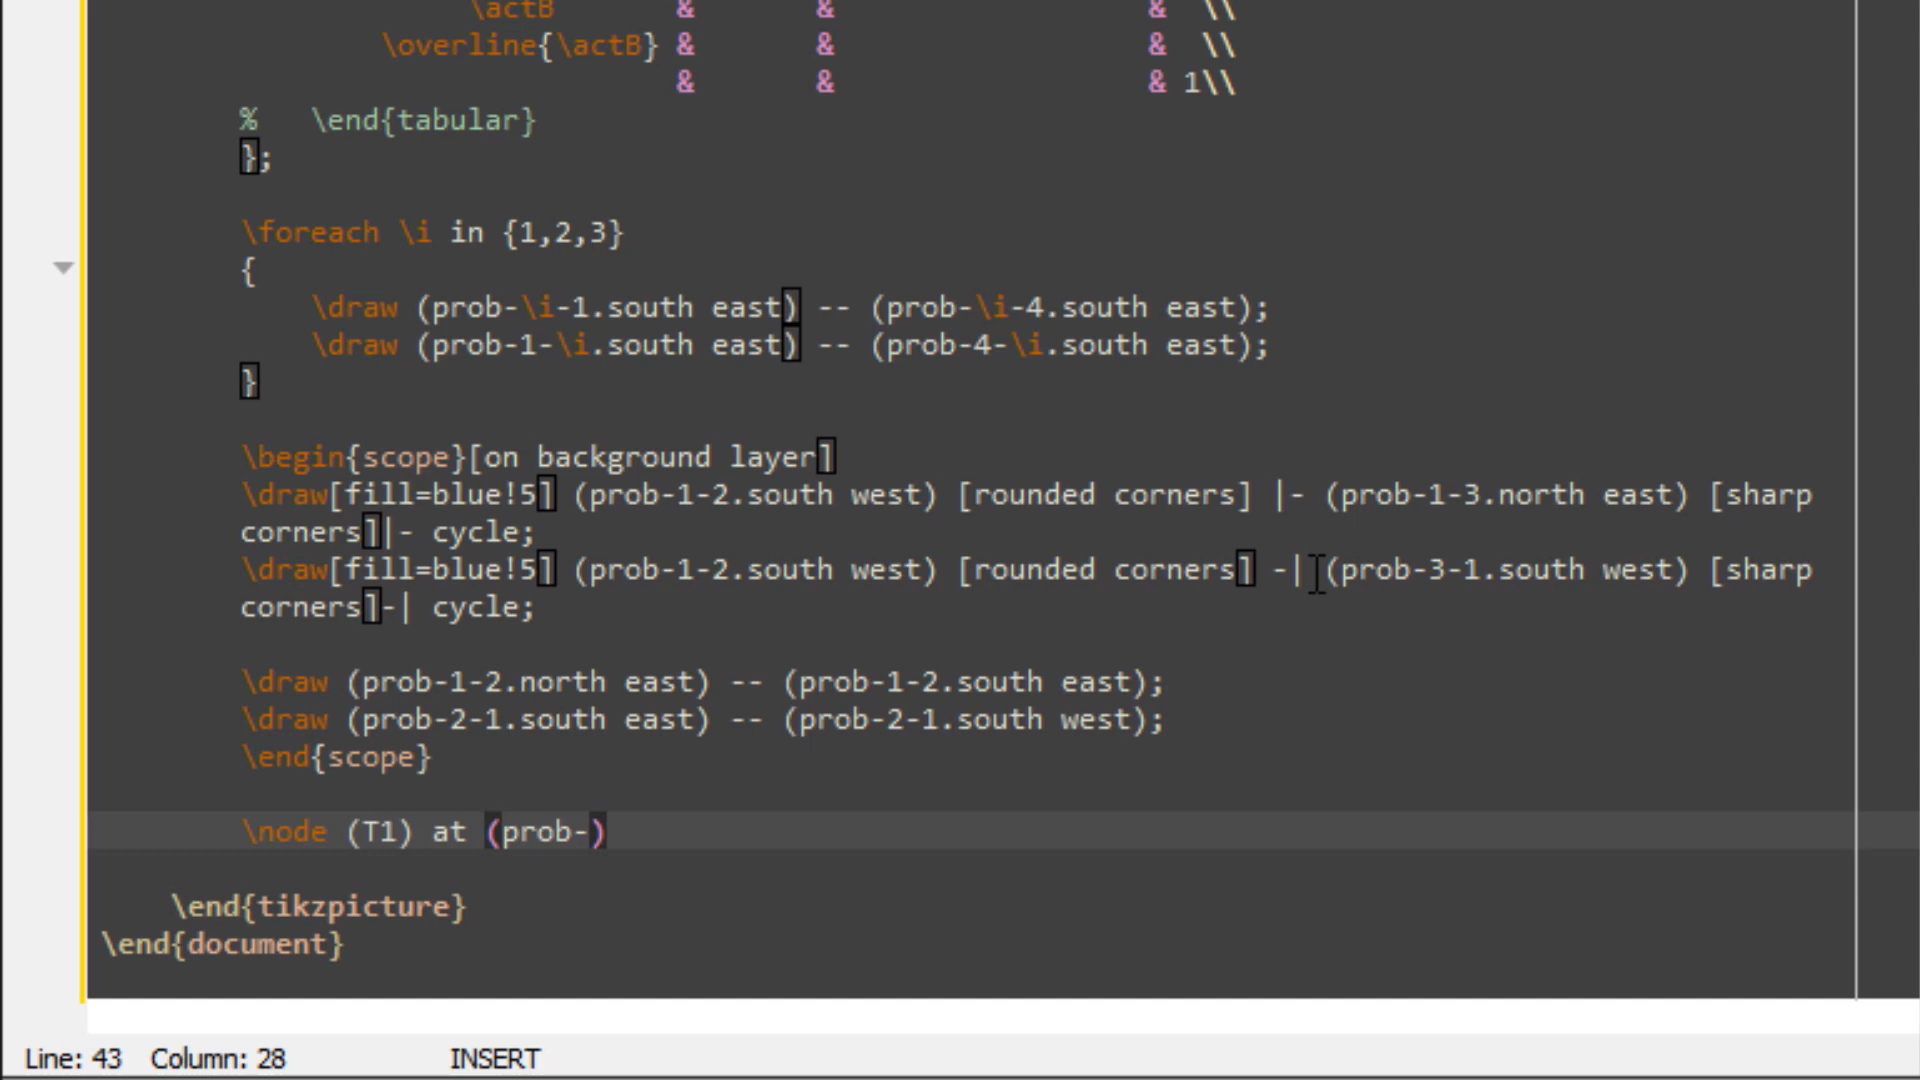 \actB & & & \\
\overline{\actB} & & & \\
& & & 1\\
% \end{tabular}
};
\foreach \i in {1,2,3}
{
\draw (prob-\i-1.south east) -- (prob-\i-4.south east);
\draw (prob-1-\i.south east) -- (prob-4-\i.south east);
}
\begin{scope}[on background layer]
\draw[fill=blue!5] (prob-1-2.south west) [rounded corners] |- (prob-1-3.north east) [sharp
corners]|- cycle;
\draw[fill=blue!5] (prob-1-2.south west) [rounded corners] -| (prob-3-1.south west) [sharp
corners]-| cycle;
\draw (prob-1-2.north east) -- (prob-1-2.south east);
\draw (prob-2-1.south east) -- (prob-2-1.south west);
\end{scope}
\node (T1) at (prob-)
\end{tikzpicture}
\end{document}
Line: 43 Column: 28 INSERT